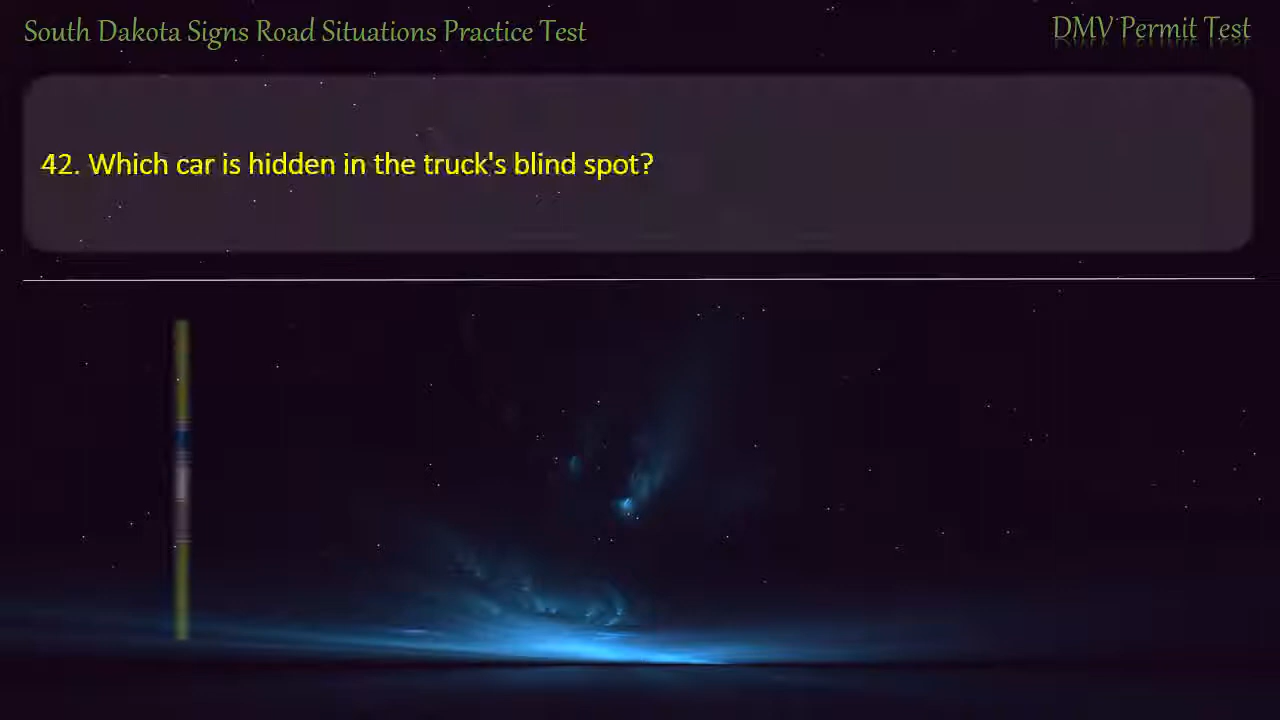 South Dakota Signs Road Situations Practice Test
DMV Permit Test
42. Which car is hidden in the truck's blind spot?